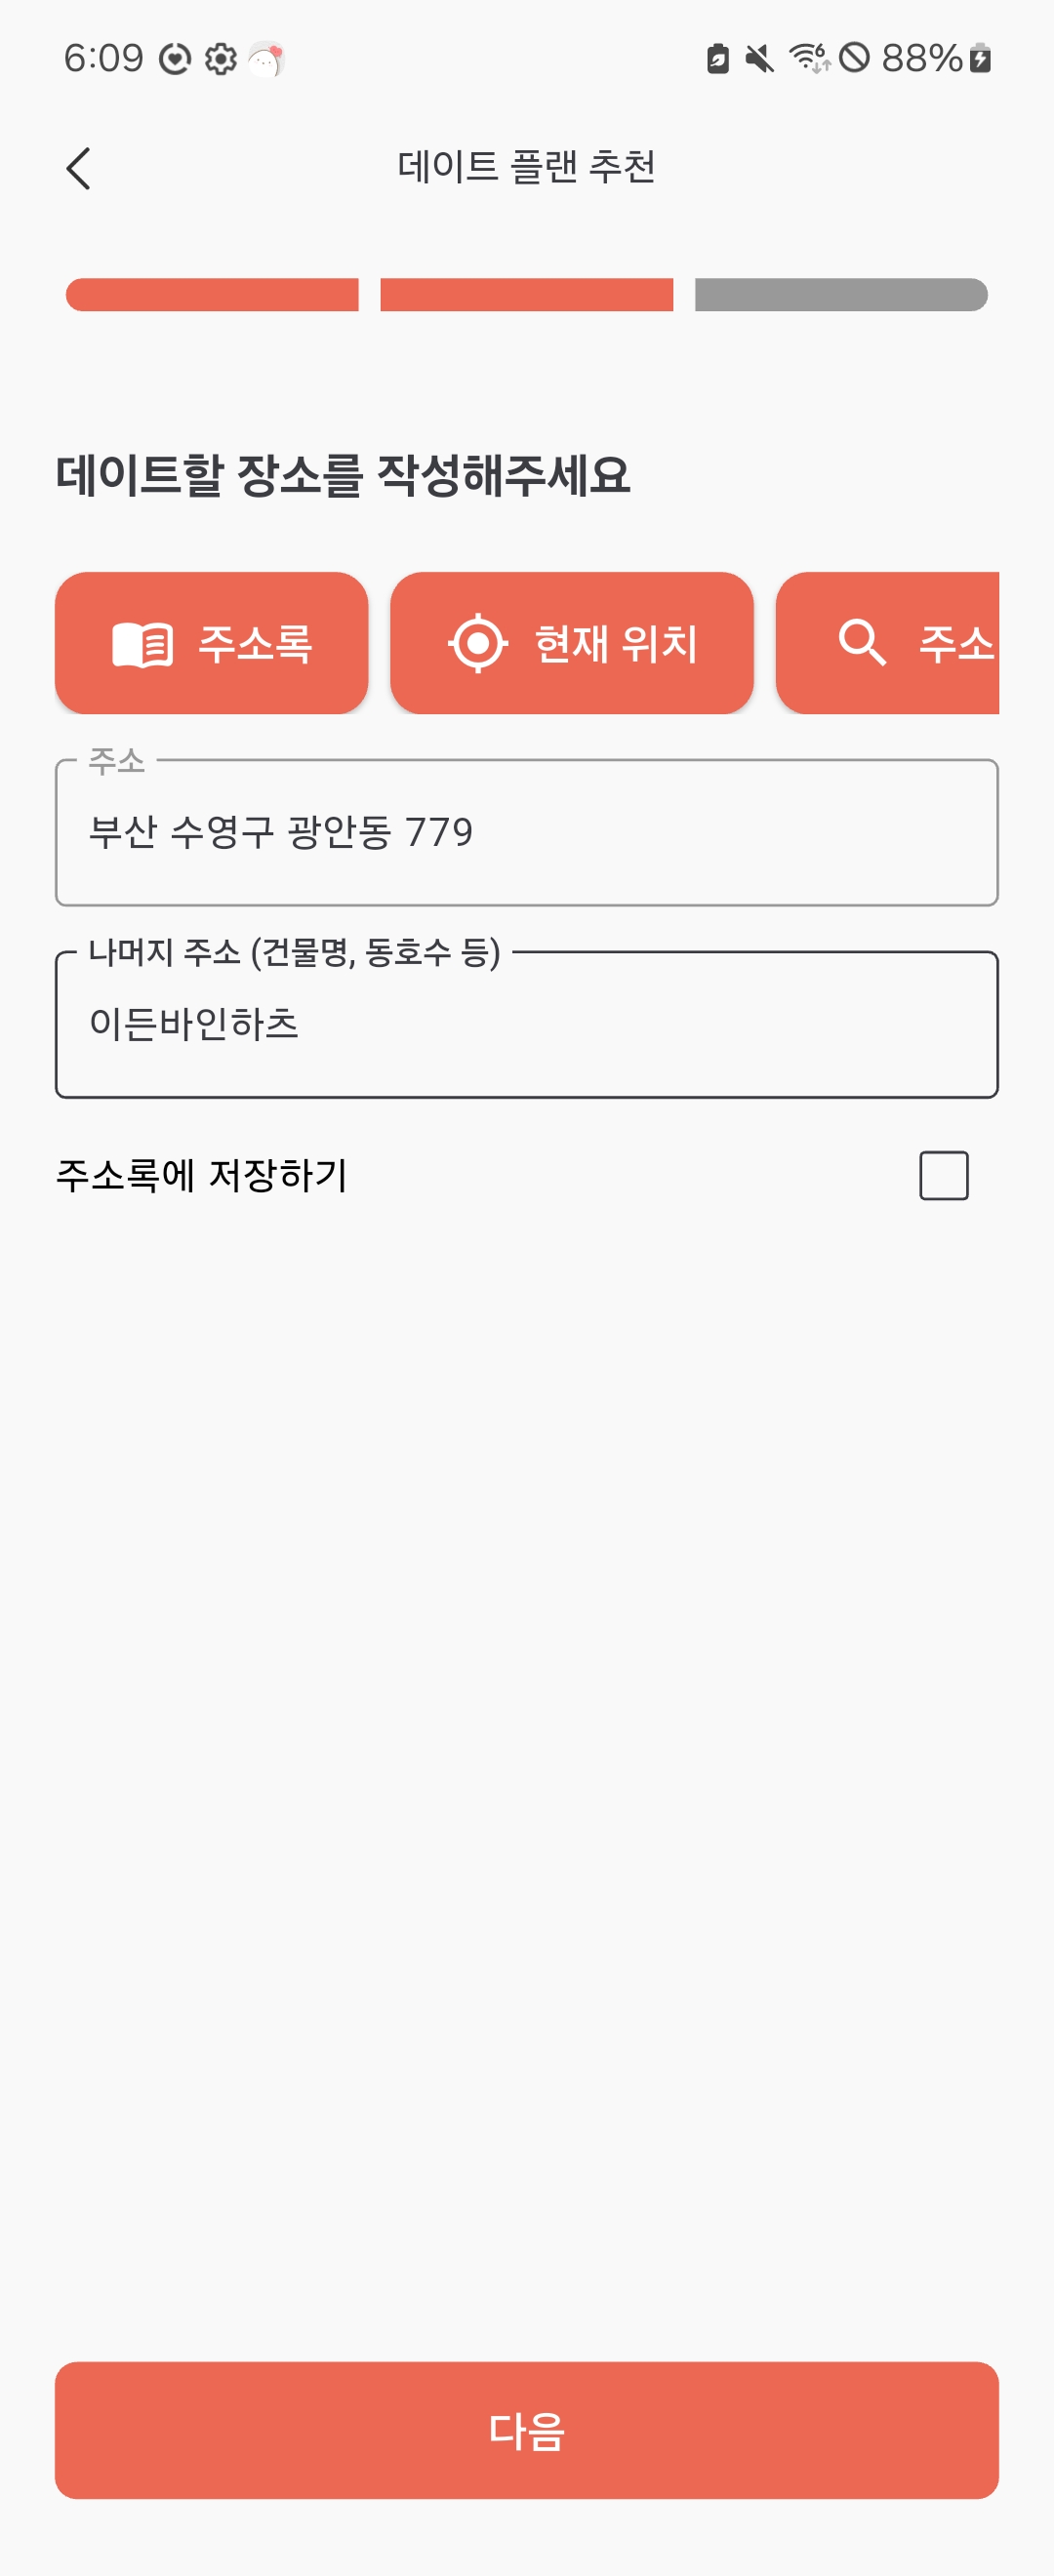 6:09
88%
데이트 플랜 추천
데이트할 장소를 작성해주세요
주소록
현재 위치
주소
주소
부산 수영구 광안동 779
나머지 주소 (건물명, 동호수 등)
이든바인하츠
주소록에 저장하기
다음